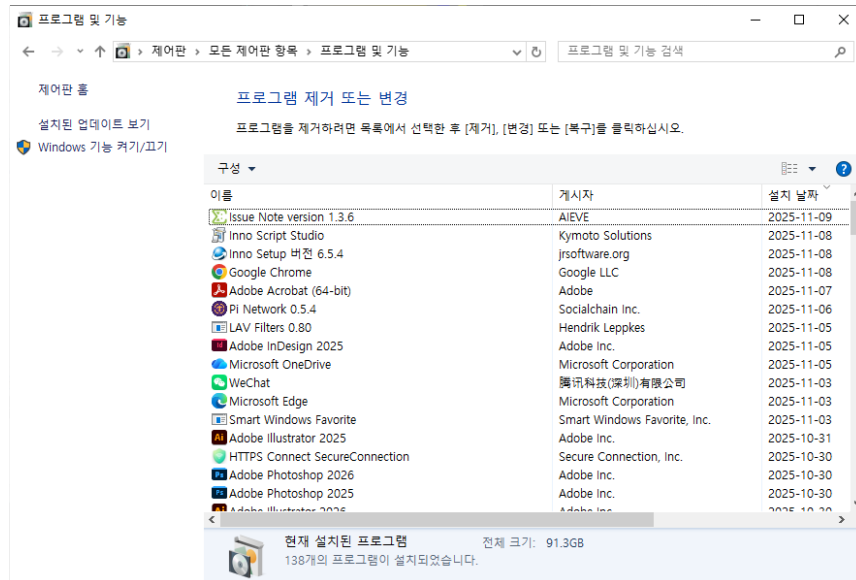 프로그램 및 기능
제어판 › 모든 제어판 항목 › 프로그램 및 기능
프로그램 및 기능 검색
제어판 홈
설치된 업데이트 보기
Windows 기능 켜기/끄기
프로그램 제거 또는 변경
프로그램을 제거하려면 목록에서 선택한 후 [제거], [변경] 또는 [복구]를 클릭하십시오.
구성
이름 게시자 설치 날짜
Issue Note version 1.3.6 AIEVE 2025-11-09
Inno Script Studio Kymoto Solutions 2025-11-08
Inno Setup 버전 6.5.4 jrsoftware.org 2025-11-08
Google Chrome Google LLC 2025-11-08
Adobe Acrobat (64-bit) Adobe 2025-11-07
Pi Network 0.5.4 Socialchain Inc. 2025-11-06
LAV Filters 0.80 Hendrik Leppkes 2025-11-05
Adobe InDesign 2025 Adobe Inc. 2025-11-05
Microsoft OneDrive Microsoft Corporation 2025-11-05
WeChat 腾讯科技(深圳)有限公司 2025-11-03
Microsoft Edge Microsoft Corporation 2025-11-03
Smart Windows Favorite Smart Windows Favorite, Inc. 2025-11-03
Adobe Illustrator 2025 Adobe Inc. 2025-10-31
HTTPS Connect SecureConnection Secure Connection, Inc. 2025-10-30
Adobe Photoshop 2026 Adobe Inc. 2025-10-30
Adobe Photoshop 2025 Adobe Inc. 2025-10-30
Adobe Illustrator 2026 Adobe Inc. 2025-10-30
현재 설치된 프로그램 전체 크기: 91.3GB
138개의 프로그램이 설치되었습니다.